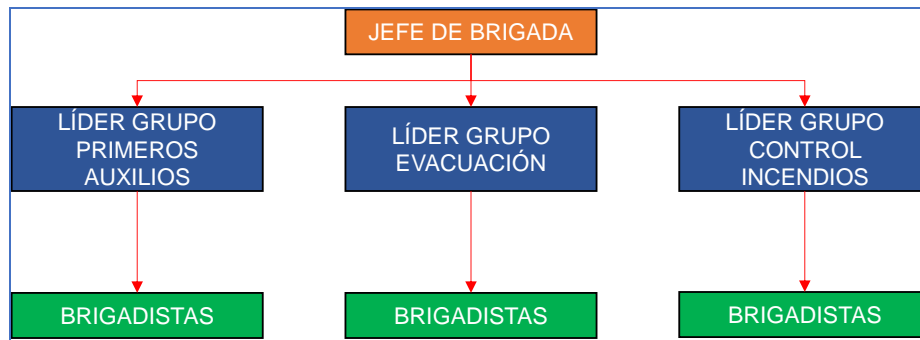 JEFE DE BRIGADA
LÍDER GRUPO
PRIMEROS
AUXILIOS
LÍDER GRUPO
EVACUACIÓN
LÍDER GRUPO
CONTROL
INCENDIOS
BRIGADISTAS
BRIGADISTAS
BRIGADISTAS